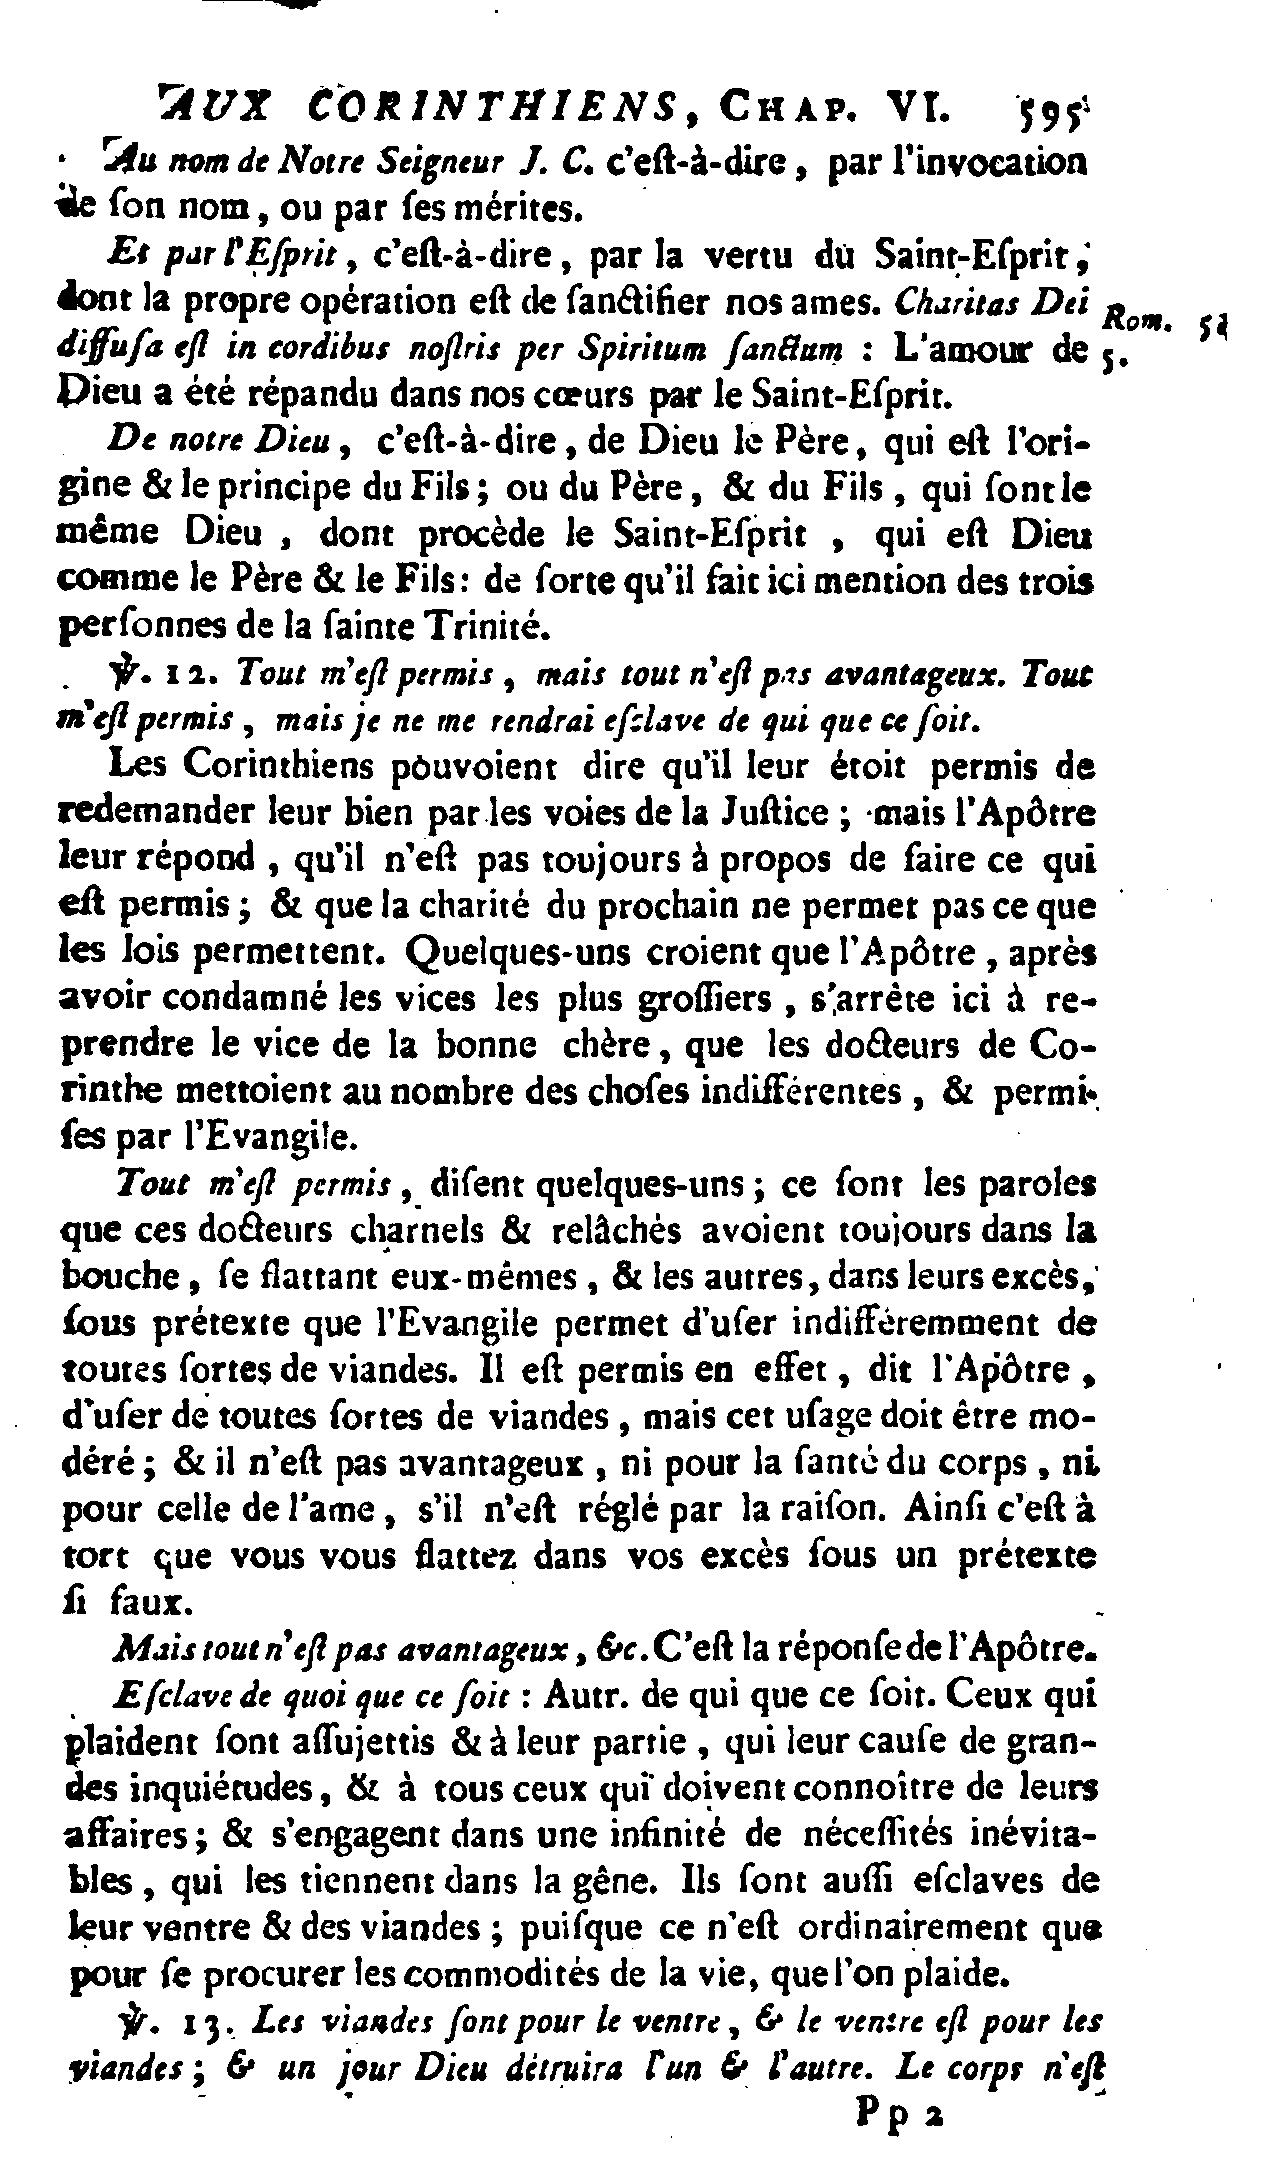 AUX CORINTHIENS, CHAP. VI. 595
Au nom de Notre Seigneur J. C. c'eſt-à-dire, par l'invocation
de ſon nom, ou par ſes mérites.
Et par l'Eſprit, c'eſt-à-dire, par la vertu du Saint-Eſprit,
dont la propre opération eſt de ſanctifier nos ames. Charitas Dei
diffuſa eſt in cordibus noſtris per Spiritum ſanctum : L'amour de
Rom. 5.
5.
Dieu a été répandu dans nos cœurs par le Saint-Eſprit.
De notre Dieu, c'eſt-à-dire, de Dieu le Père, qui eſt l'ori-
gine & le principe du Fils; ou du Père, & du Fils, qui ſont le
même Dieu , dont procède le Saint-Eſprit , qui eſt Dieu
comme le Père & le Fils: de ſorte qu'il fait ici mention des trois
perſonnes de la ſainte Trinité.
℣. 12. Tout m'eſt permis, mais tout n'eſt pas avantageux. Tout
m'eſt permis, mais je ne me rendrai eſclave de qui que ce ſoit.
Les Corinthiens pouvoient dire qu'il leur étoit permis de
redemander leur bien par les voies de la Juſtice ; mais l'Apôtre
leur répond , qu'il n'eſt pas toujours à propos de faire ce qui
eſt permis ; & que la charité du prochain ne permet pas ce que
les lois permettent. Quelques-uns croient que l'Apôtre , après
avoir condamné les vices les plus groſſiers , s'arrête ici à re-
prendre le vice de la bonne chère, que les docteurs de Co-
rinthe mettoient au nombre des choſes indifférentes , & permi-
ſes par l'Evangile.
Tout m'eſt permis, diſent quelques-uns ; ce ſont les paroles
que ces docteurs charnels & relâchés avoient toujours dans la
bouche, ſe flattant eux-mêmes, & les autres, dans leurs excès,
ſous prétexte que l'Evangile permet d'uſer indifféremment de
toutes ſortes de viandes. Il eſt permis en effet, dit l'Apôtre ,
d'uſer de toutes ſortes de viandes, mais cet uſage doit être mo-
déré ; & il n'eſt pas avantageux , ni pour la ſanté du corps , ni
pour celle de l'ame, s'il n'eſt réglé par la raiſon. Ainſi c'eſt à
tort que vous vous flattez dans vos excès ſous un prétexte
ſi faux.
Mais tout n'eſt pas avantageux, &c. C'eſt la réponſe de l'Apôtre.
Eſclave de quoi que ce ſoit : Autr. de qui que ce ſoit. Ceux qui
plaident ſont aſſujettis & à leur partie , qui leur cauſe de gran-
des inquiétudes, & à tous ceux qui doivent connoître de leurs
affaires ; & s'engagent dans une infinité de néceſſités inévita-
bles , qui les tiennent dans la gêne. Ils ſont auſſi eſclaves de
leur ventre & des viandes ; puiſque ce n'eſt ordinairement que
pour ſe procurer les commodités de la vie, que l'on plaide.
℣. 13. Les viandes ſont pour le ventre, & le ventre eſt pour les
viandes ; & un jour Dieu détruira l'un & l'autre. Le corps n'eſt
Pp 2